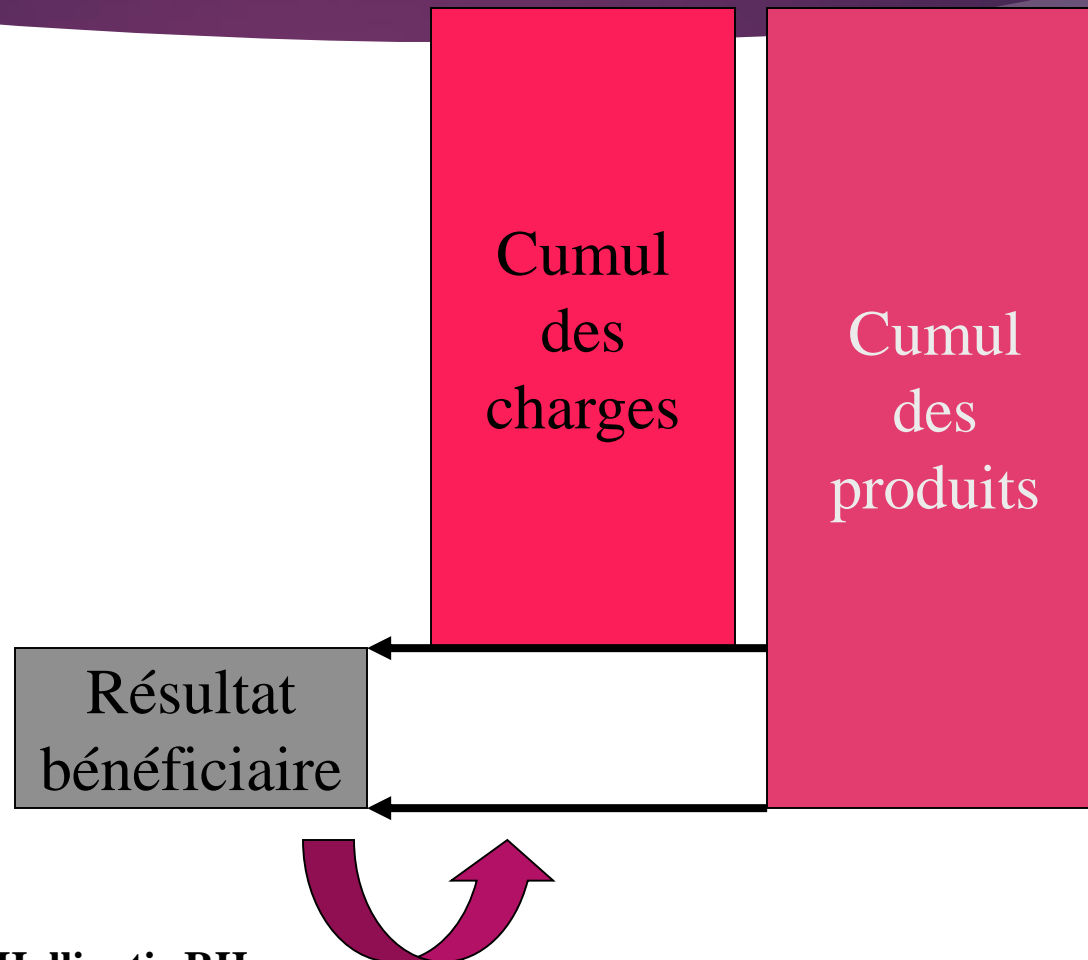 Cumul
des
charges
Cumul
des
produits
Résultat
bénéficiaire